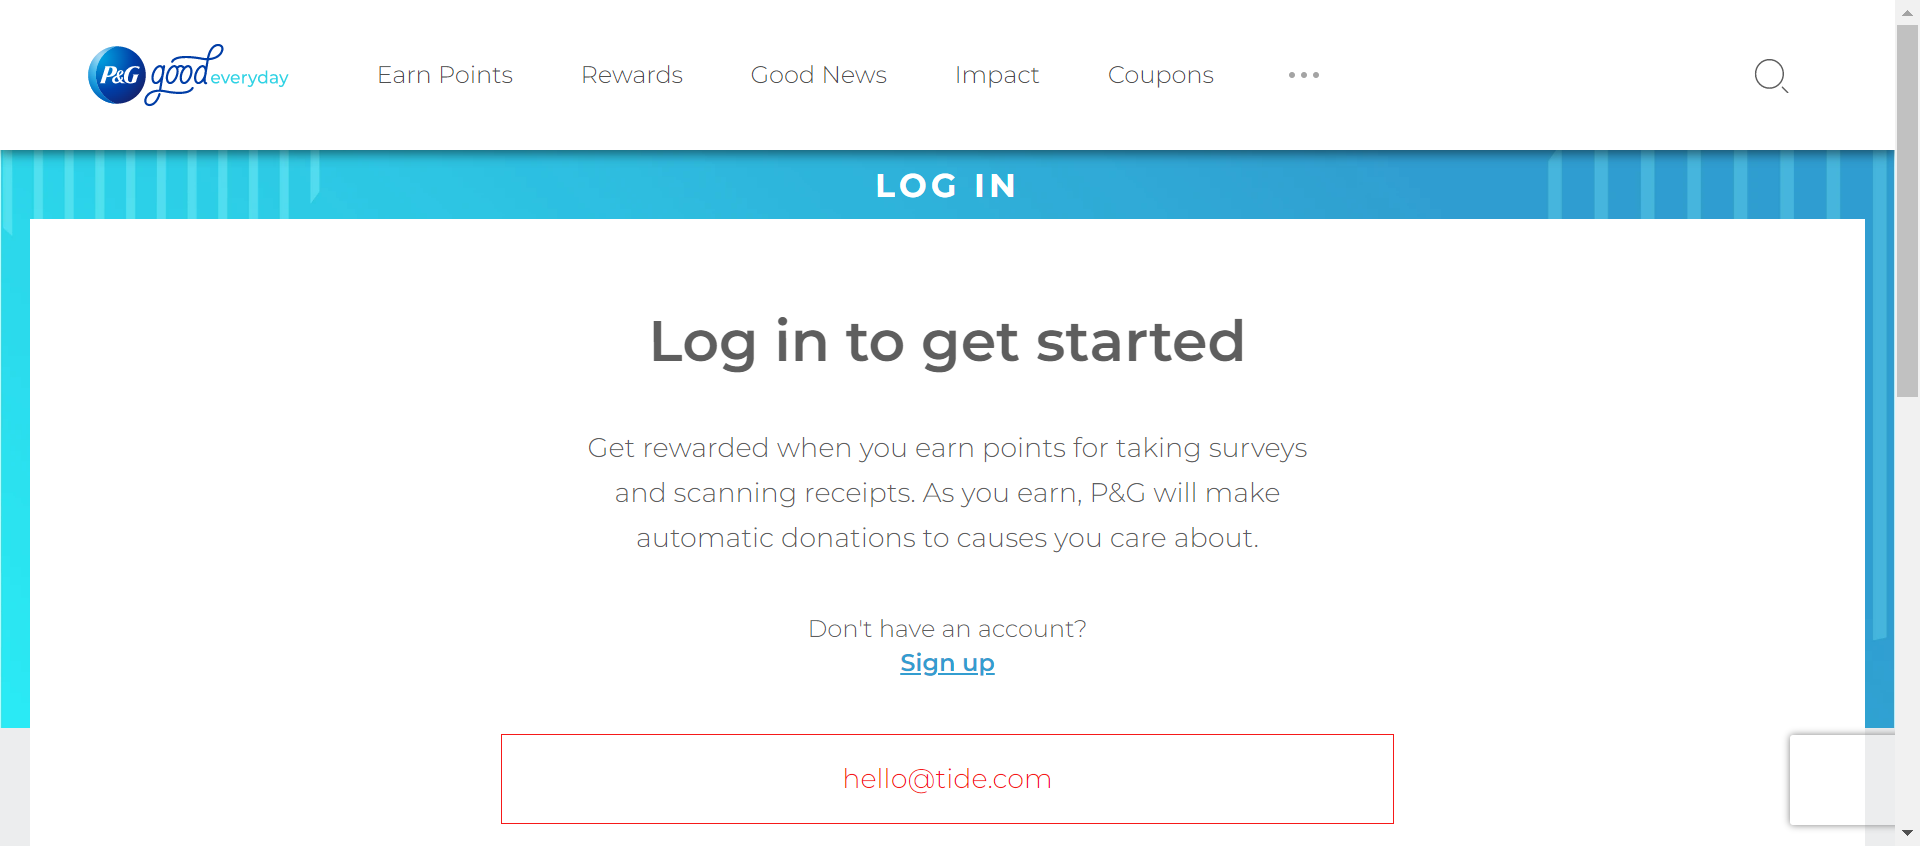 P&G good everyday
Earn Points
Rewards
Good News
Impact
Coupons
LOG IN
Log in to get started
Get rewarded when you earn points for taking surveys
and scanning receipts. As you earn, P&G will make
automatic donations to causes you care about.
Don't have an account?
Sign up
hello@tide.com